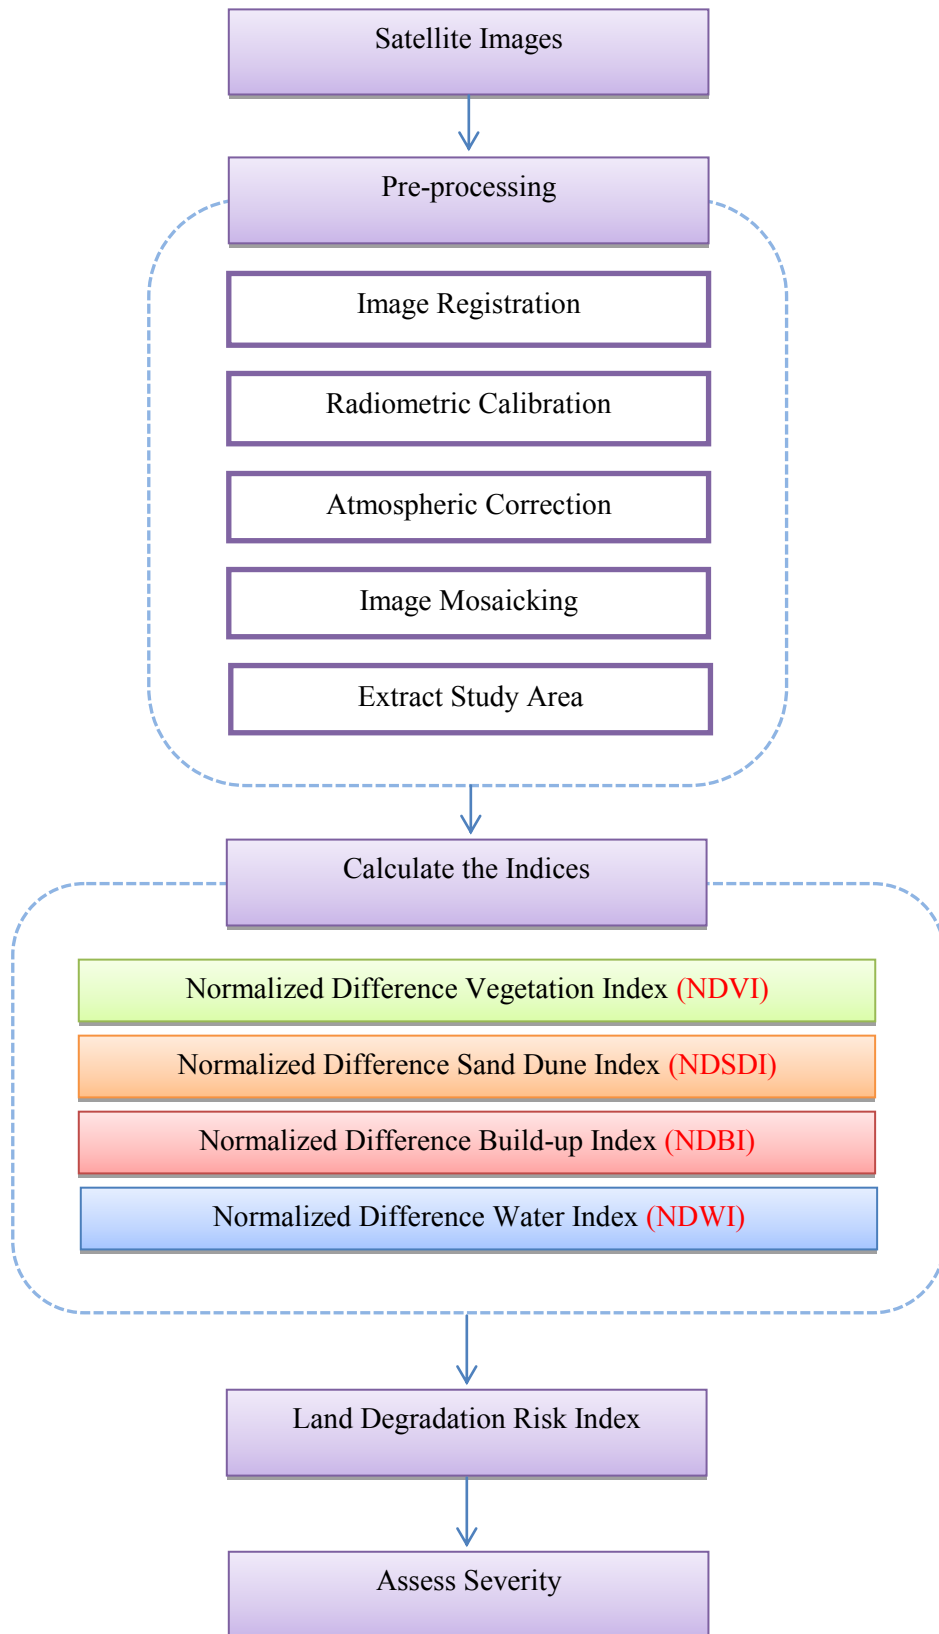 Satellite Images
Pre-processing
Image Registration
Radiometric Calibration
Atmospheric Correction
Image Mosaicking
Extract Study Area
Calculate the Indices
Normalized Difference Vegetation Index (NDVI)
Normalized Difference Sand Dune Index (NDSDI)
Normalized Difference Build-up Index (NDBI)
Normalized Difference Water Index (NDWI)
Land Degradation Risk Index
Assess Severity